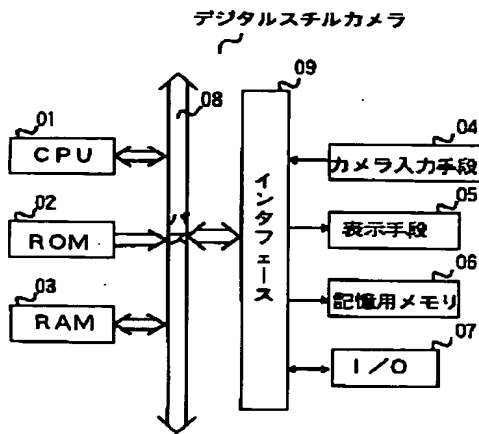 デジタルスチルカメラ
09
08
01
CPU
02
ROM
03
RAM
バス
インタフェース
04
カメラ入力手段
05
表示手段
06
記憶用メモリ
07
I/O